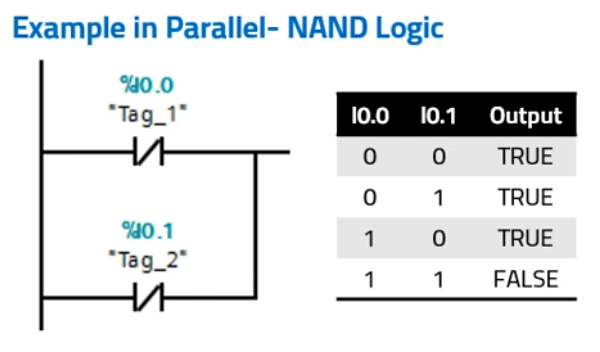 Example in Parallel- NAND Logic
%I0.0
"Tag_1"
%I0.1
"Tag_2"
I0.0 I0.1 Output
0 0 TRUE
0 1 TRUE
1 0 TRUE
1 1 FALSE